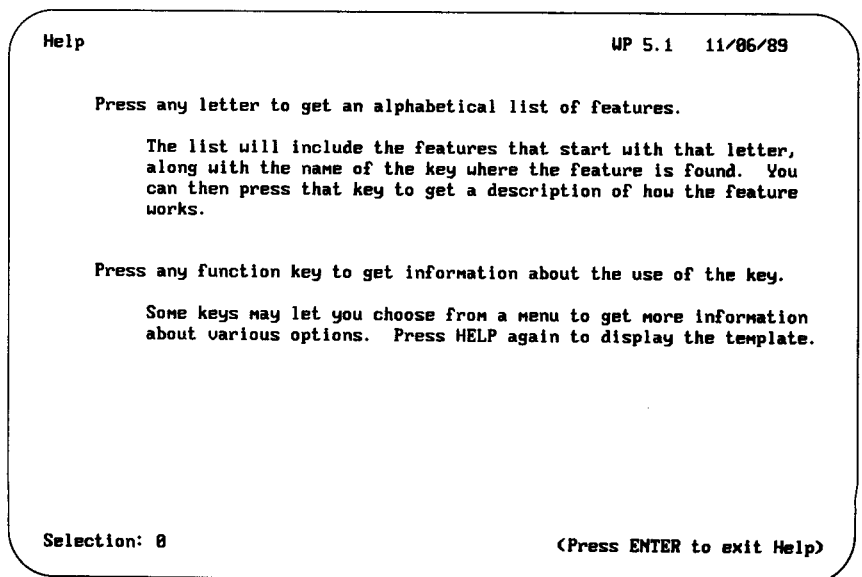 Help WP 5.1 11/06/89
Press any letter to get an alphabetical list of features.
The list will include the features that start with that letter,
along with the name of the key where the feature is found. You
can then press that key to get a description of how the feature
works.
Press any function key to get information about the use of the key.
Some keys may let you choose from a menu to get more information
about various options. Press HELP again to display the template.
Selection: 0 (Press ENTER to exit Help)